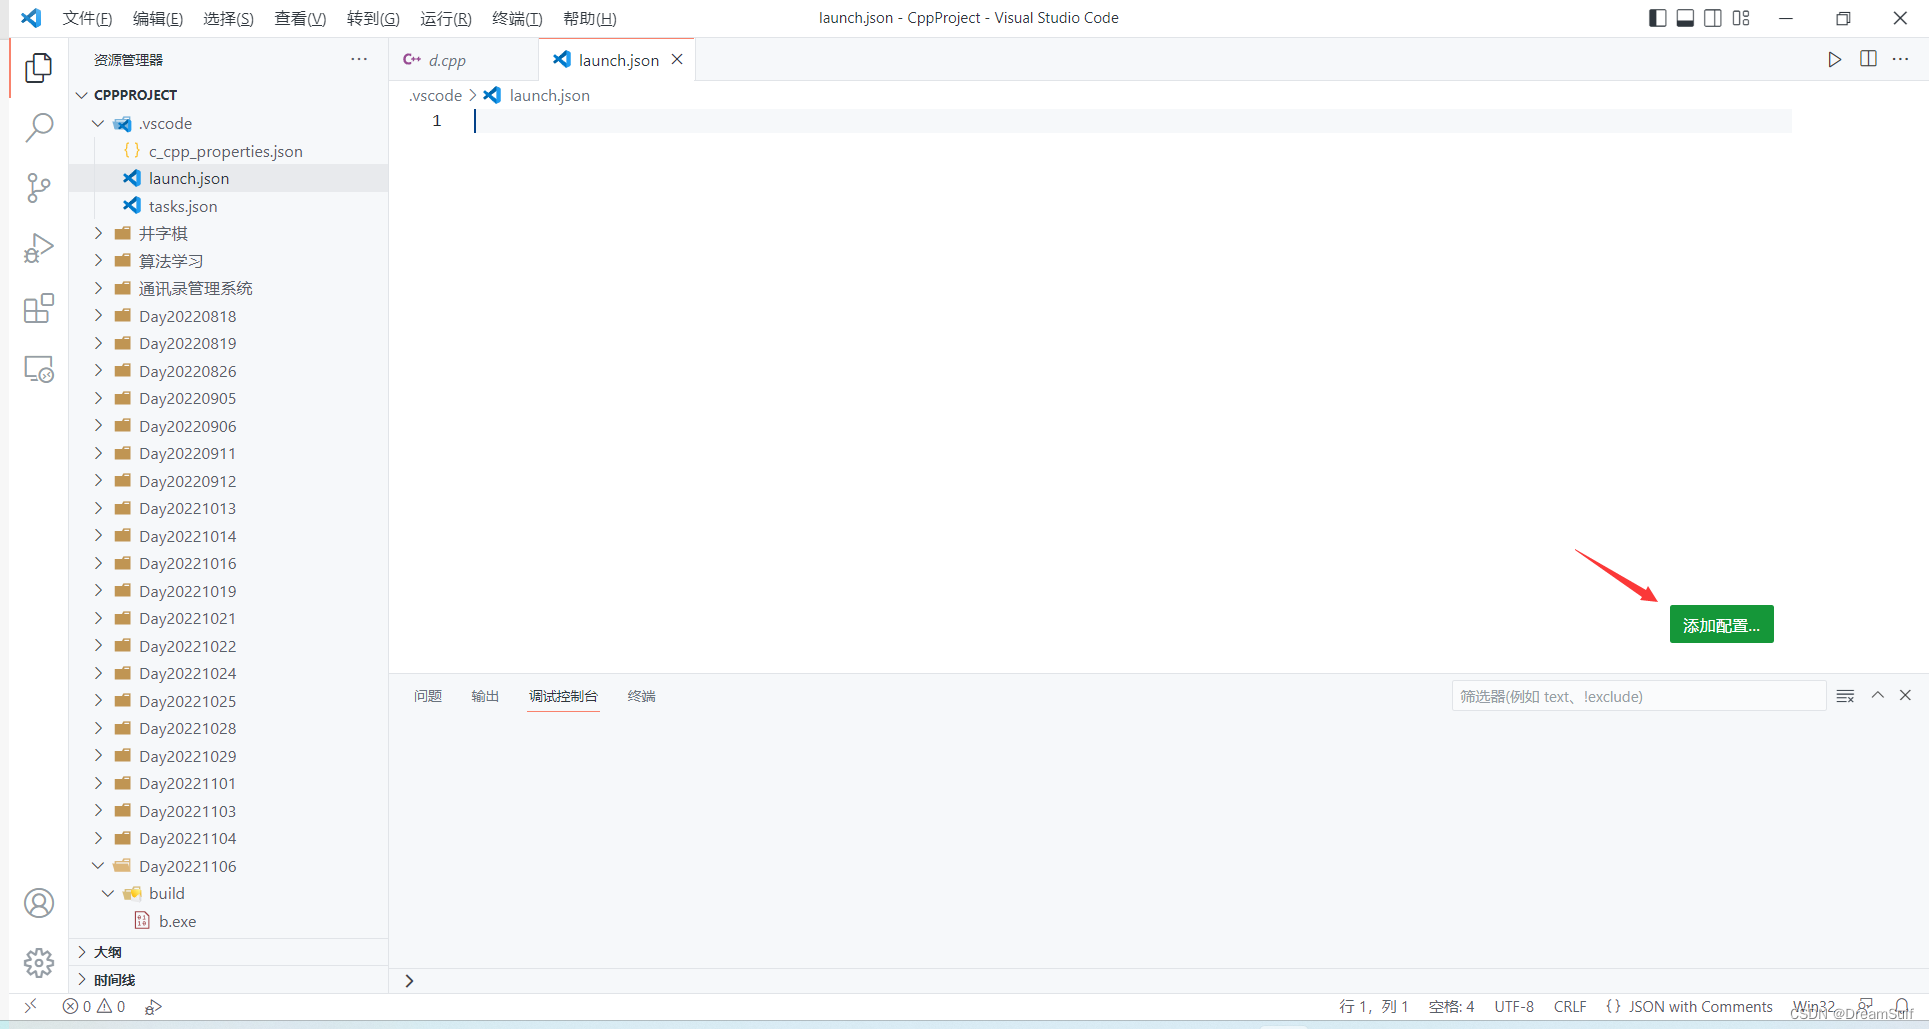 文件(F) 编辑(E) 选择(S) 查看(V) 转到(G) 运行(R) 终端(T) 帮助(H)
launch.json - CppProject - Visual Studio Code
资源管理器
CPPPROJECT
.vscode
c_cpp_properties.json
launch.json
tasks.json
井字棋
算法学习
通讯录管理系统
Day20220818
Day20220819
Day20220826
Day20220905
Day20220906
Day20220911
Day20220912
Day20221013
Day20221014
Day20221016
Day20221019
Day20221021
Day20221022
Day20221024
Day20221025
Day20221028
Day20221029
Day20221101
Day20221103
Day20221104
Day20221106
build
b.exe
大纲
时间线
d.cpp
launch.json
.vscode > launch.json
1
添加配置...
问题 输出 调试控制台 终端
筛选器(例如 text、!exclude)
0 0
行 1，列 1 空格: 4 UTF-8 CRLF {} JSON with Comments Win32
CSDN @DreamSuff